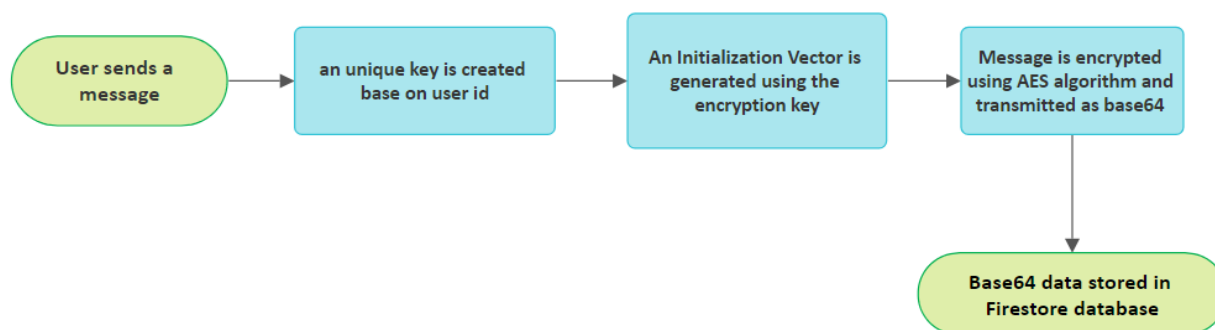 User sends a
message
an unique key is created
base on user id
An Initialization Vector is
generated using the
encryption key
Message is encrypted
using AES algorithm and
transmitted as base64
Base64 data stored in
Firestore database